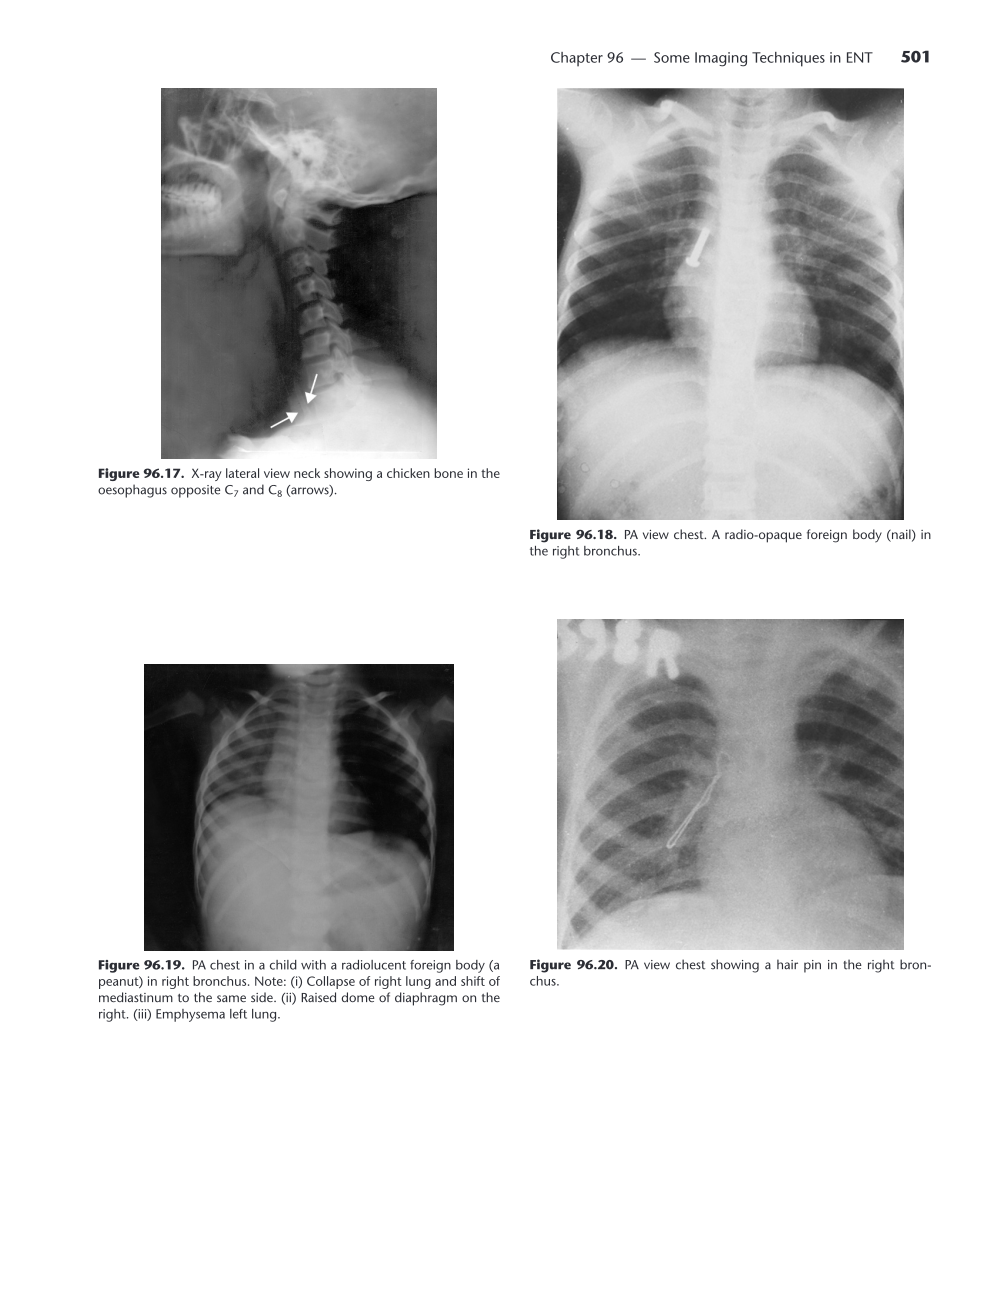 Chapter 96 — Some Imaging Techniques in ENT 501
Figure 96.17. X-ray lateral view neck showing a chicken bone in the
oesophagus opposite C7 and C8 (arrows).
Figure 96.18. PA view chest. A radio-opaque foreign body (nail) in
the right bronchus.
Figure 96.19. PA chest in a child with a radiolucent foreign body (a
peanut) in right bronchus. Note: (i) Collapse of right lung and shift of
mediastinum to the same side. (ii) Raised dome of diaphragm on the
right. (iii) Emphysema left lung.
R
Figure 96.20. PA view chest showing a hair pin in the right bron-
chus.